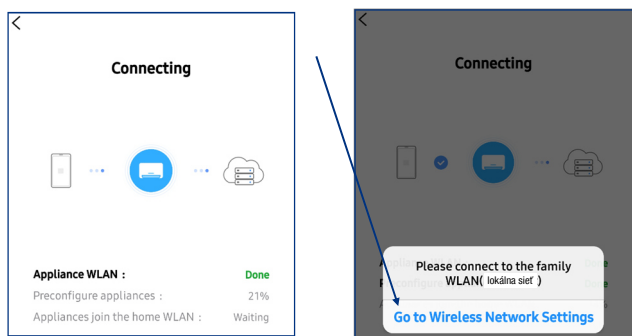 Connecting
Appliance WLAN : Done
Preconfigure appliances : 21%
Appliances join the home WLAN : Waiting
Connecting
Please connect to the family
WLAN( lokálna sieť )
Go to Wireless Network Settings